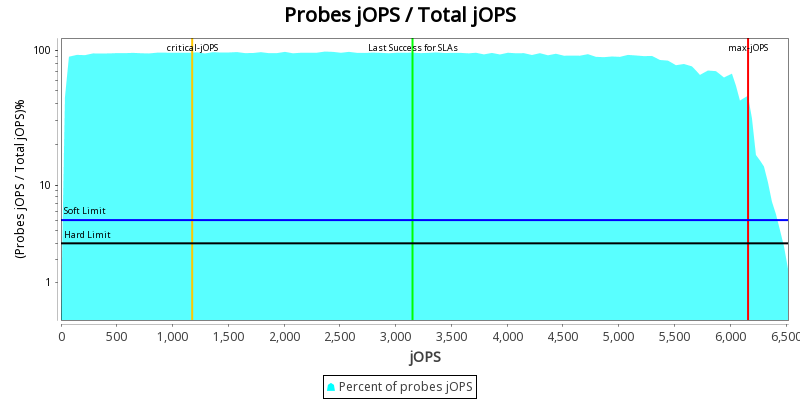 Probes jOPS / Total jOPS
(Probes jOPS / Total jOPS)%
100
10
1
critical-jOPS
Last Success for SLAs
max-jOPS
Soft Limit
Hard Limit
0
500
1,000
1,500
2,000
2,500
3,000
3,500
4,000
4,500
5,000
5,500
6,000
6,500
jOPS
Percent of probes jOPS